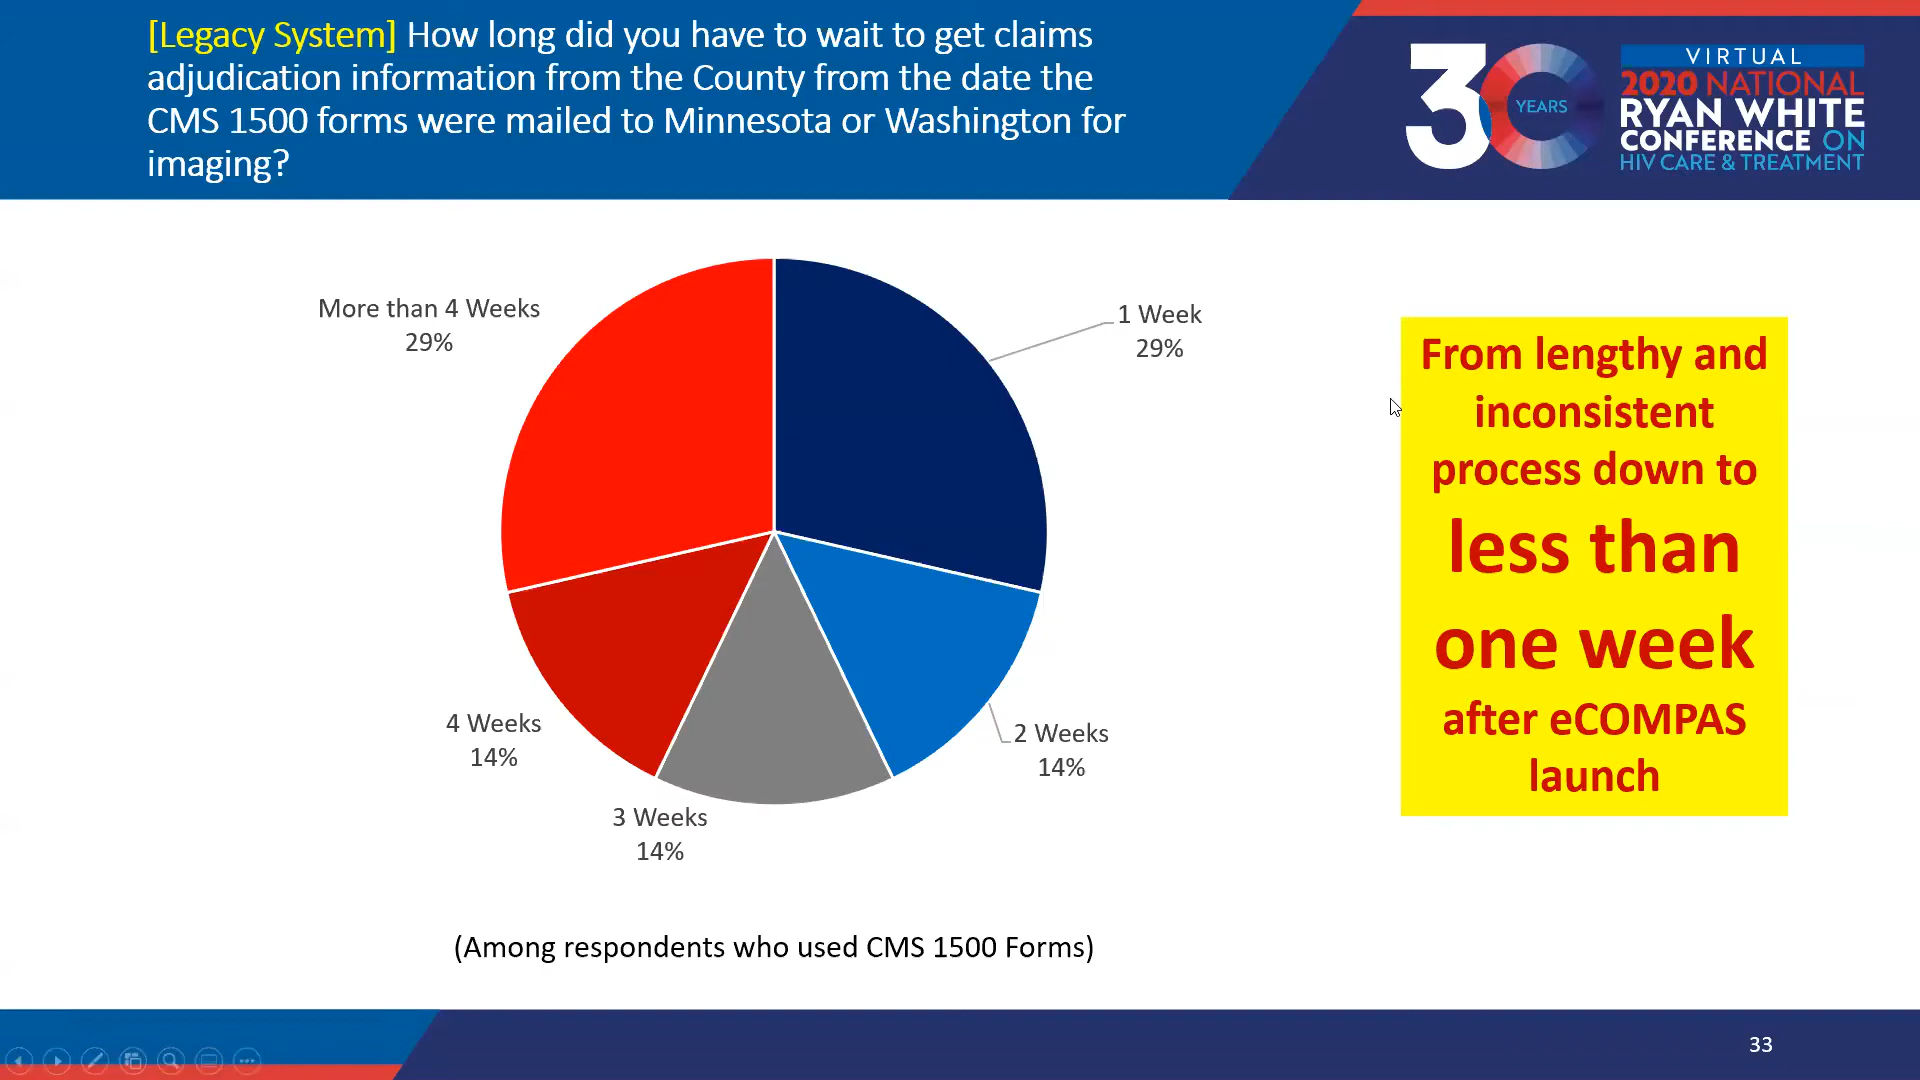 [Legacy System] How long did you have to wait to get claims
adjudication information from the County from the date the
CMS 1500 forms were mailed to Minnesota or Washington for
imaging?
30
YEARS
VIRTUAL
2020 NATIONAL
RYAN WHITE
CONFERENCE ON
HIV CARE & TREATMENT
More than 4 Weeks
29%
1 Week
29%
4 Weeks
14%
3 Weeks
14%
2 Weeks
14%
From lengthy and
inconsistent
process down to
less than
one week
after eCOMPAS
launch
(Among respondents who used CMS 1500 Forms)
33